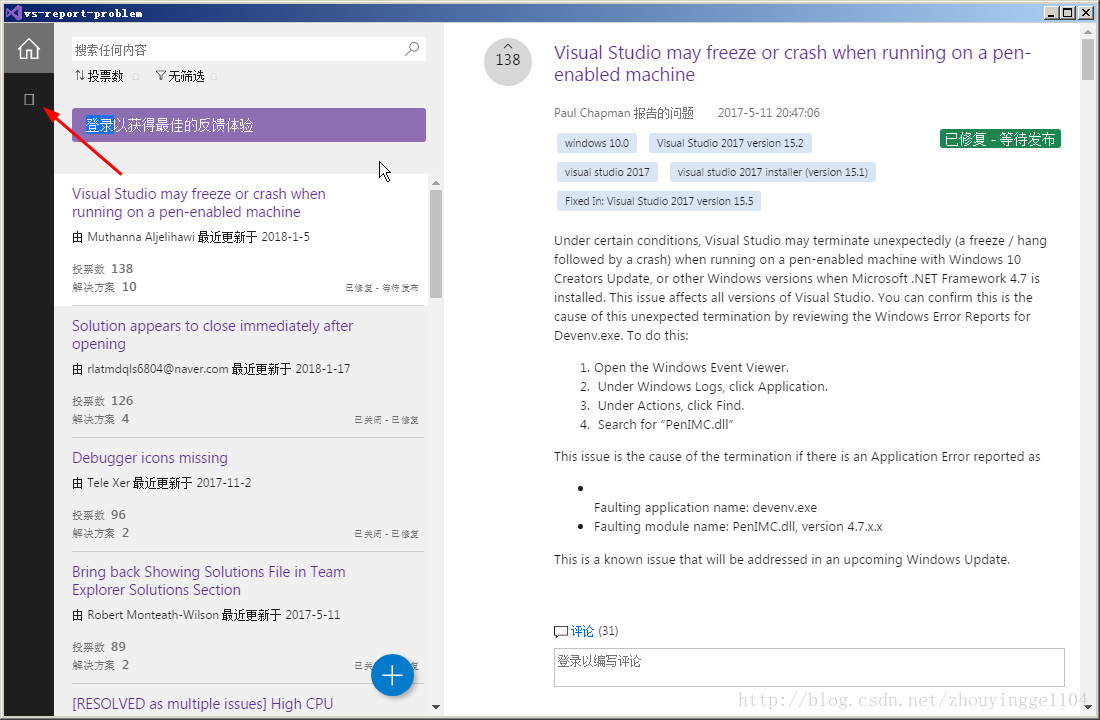 vs-report-problem
搜索任何内容
投票数
无筛选
登录以获得最佳的反馈体验
Visual Studio may freeze or crash when
running on a pen-enabled machine
由 Muthanna Aljelihawi 最近更新于 2018-1-5
投票数 138
解决方案 10
已修复 - 等待发布
Solution appears to close immediately after
opening
由 rlatmdqls6804@naver.com 最近更新于 2018-1-17
投票数 126
解决方案 4
已关闭 - 已修复
Debugger icons missing
由 Tele Xer 最近更新于 2017-11-2
投票数 96
解决方案 2
已关闭 - 已修复
Bring back Showing Solutions File in Team
Explorer Solutions Section
由 Robert Monteath-Wilson 最近更新于 2017-5-11
投票数 89
解决方案 2
已关
[RESOLVED as multiple issues] High CPU
138
Visual Studio may freeze or crash when running on a pen-
enabled machine
Paul Chapman 报告的问题 2017-5-11 20:47:06
已修复 - 等待发布
windows 10.0 Visual Studio 2017 version 15.2
visual studio 2017 visual studio 2017 installer (version 15.1)
Fixed In: Visual Studio 2017 version 15.5
Under certain conditions, Visual Studio may terminate unexpectedly (a freeze / hang
followed by a crash) when running on a pen-enabled machine with Windows 10
Creators Update, or other Windows versions when Microsoft .NET Framework 4.7 is
installed. This issue affects all versions of Visual Studio. You can confirm this is the
cause of this unexpected termination by reviewing the Windows Error Reports for
Devenv.exe. To do this:
1. Open the Windows Event Viewer.
2. Under Windows Logs, click Application.
3. Under Actions, click Find.
4. Search for “PenIMC.dll”
This issue is the cause of the termination if there is an Application Error reported as
•
Faulting application name: devenv.exe
• Faulting module name: PenIMC.dll, version 4.7.x.x
This is a known issue that will be addressed in an upcoming Windows Update.
评论 (31)
登录以编写评论
http://blog.csdn.net/zhouyingge1104